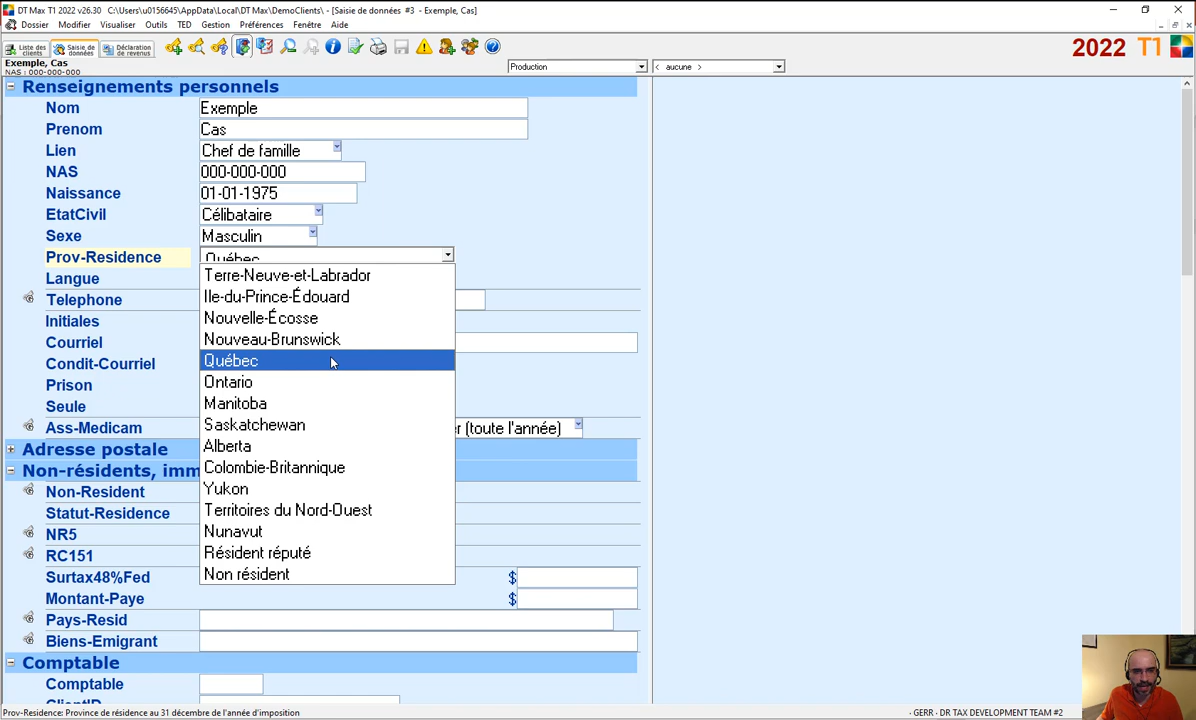 DT Max T1 2022 v26.30    C:\Users\u0156645\AppData\Local\DT Max\DemoClients\ - [Saisie de données  #3  - Exemple, Cas]
Dossier Modifier Visualiser Outils TED Gestion Préférences Fenêtre Aide
Liste des clients
Saisie de données
Déclaration de revenus
2022 T1
Exemple, Cas
NAS : 000-000-000
Production
< aucune >
Renseignements personnels
Nom Exemple
Prenom Cas
Lien Chef de famille
NAS 000-000-000
Naissance 01-01-1975
EtatCivil Célibataire
Sexe Masculin
Prov-Residence Québec
Terre-Neuve-et-Labrador
Langue
Ile-du-Prince-Édouard
Telephone
Nouvelle-Écosse
Initiales
Nouveau-Brunswick
Courriel
Québec
Condit-Courriel
Ontario
Prison
Manitoba
Seule
Saskatchewan
Ass-Medicam er (toute l'année)
Alberta
Adresse postale
Colombie-Britannique
Non-résidents, imm
Yukon
Non-Resident
Territoires du Nord-Ouest
Statut-Residence
Nunavut
NR5
Résident réputé
RC151
Non résident
Surtax48%Fed $
Montant-Paye $
Pays-Resid
Biens-Emigrant
Comptable
Comptable
ClientID
Prov-Residence: Province de résidence au 31 décembre de l'année d'imposition
- GERR - DR TAX DEVELOPMENT TEAM #2